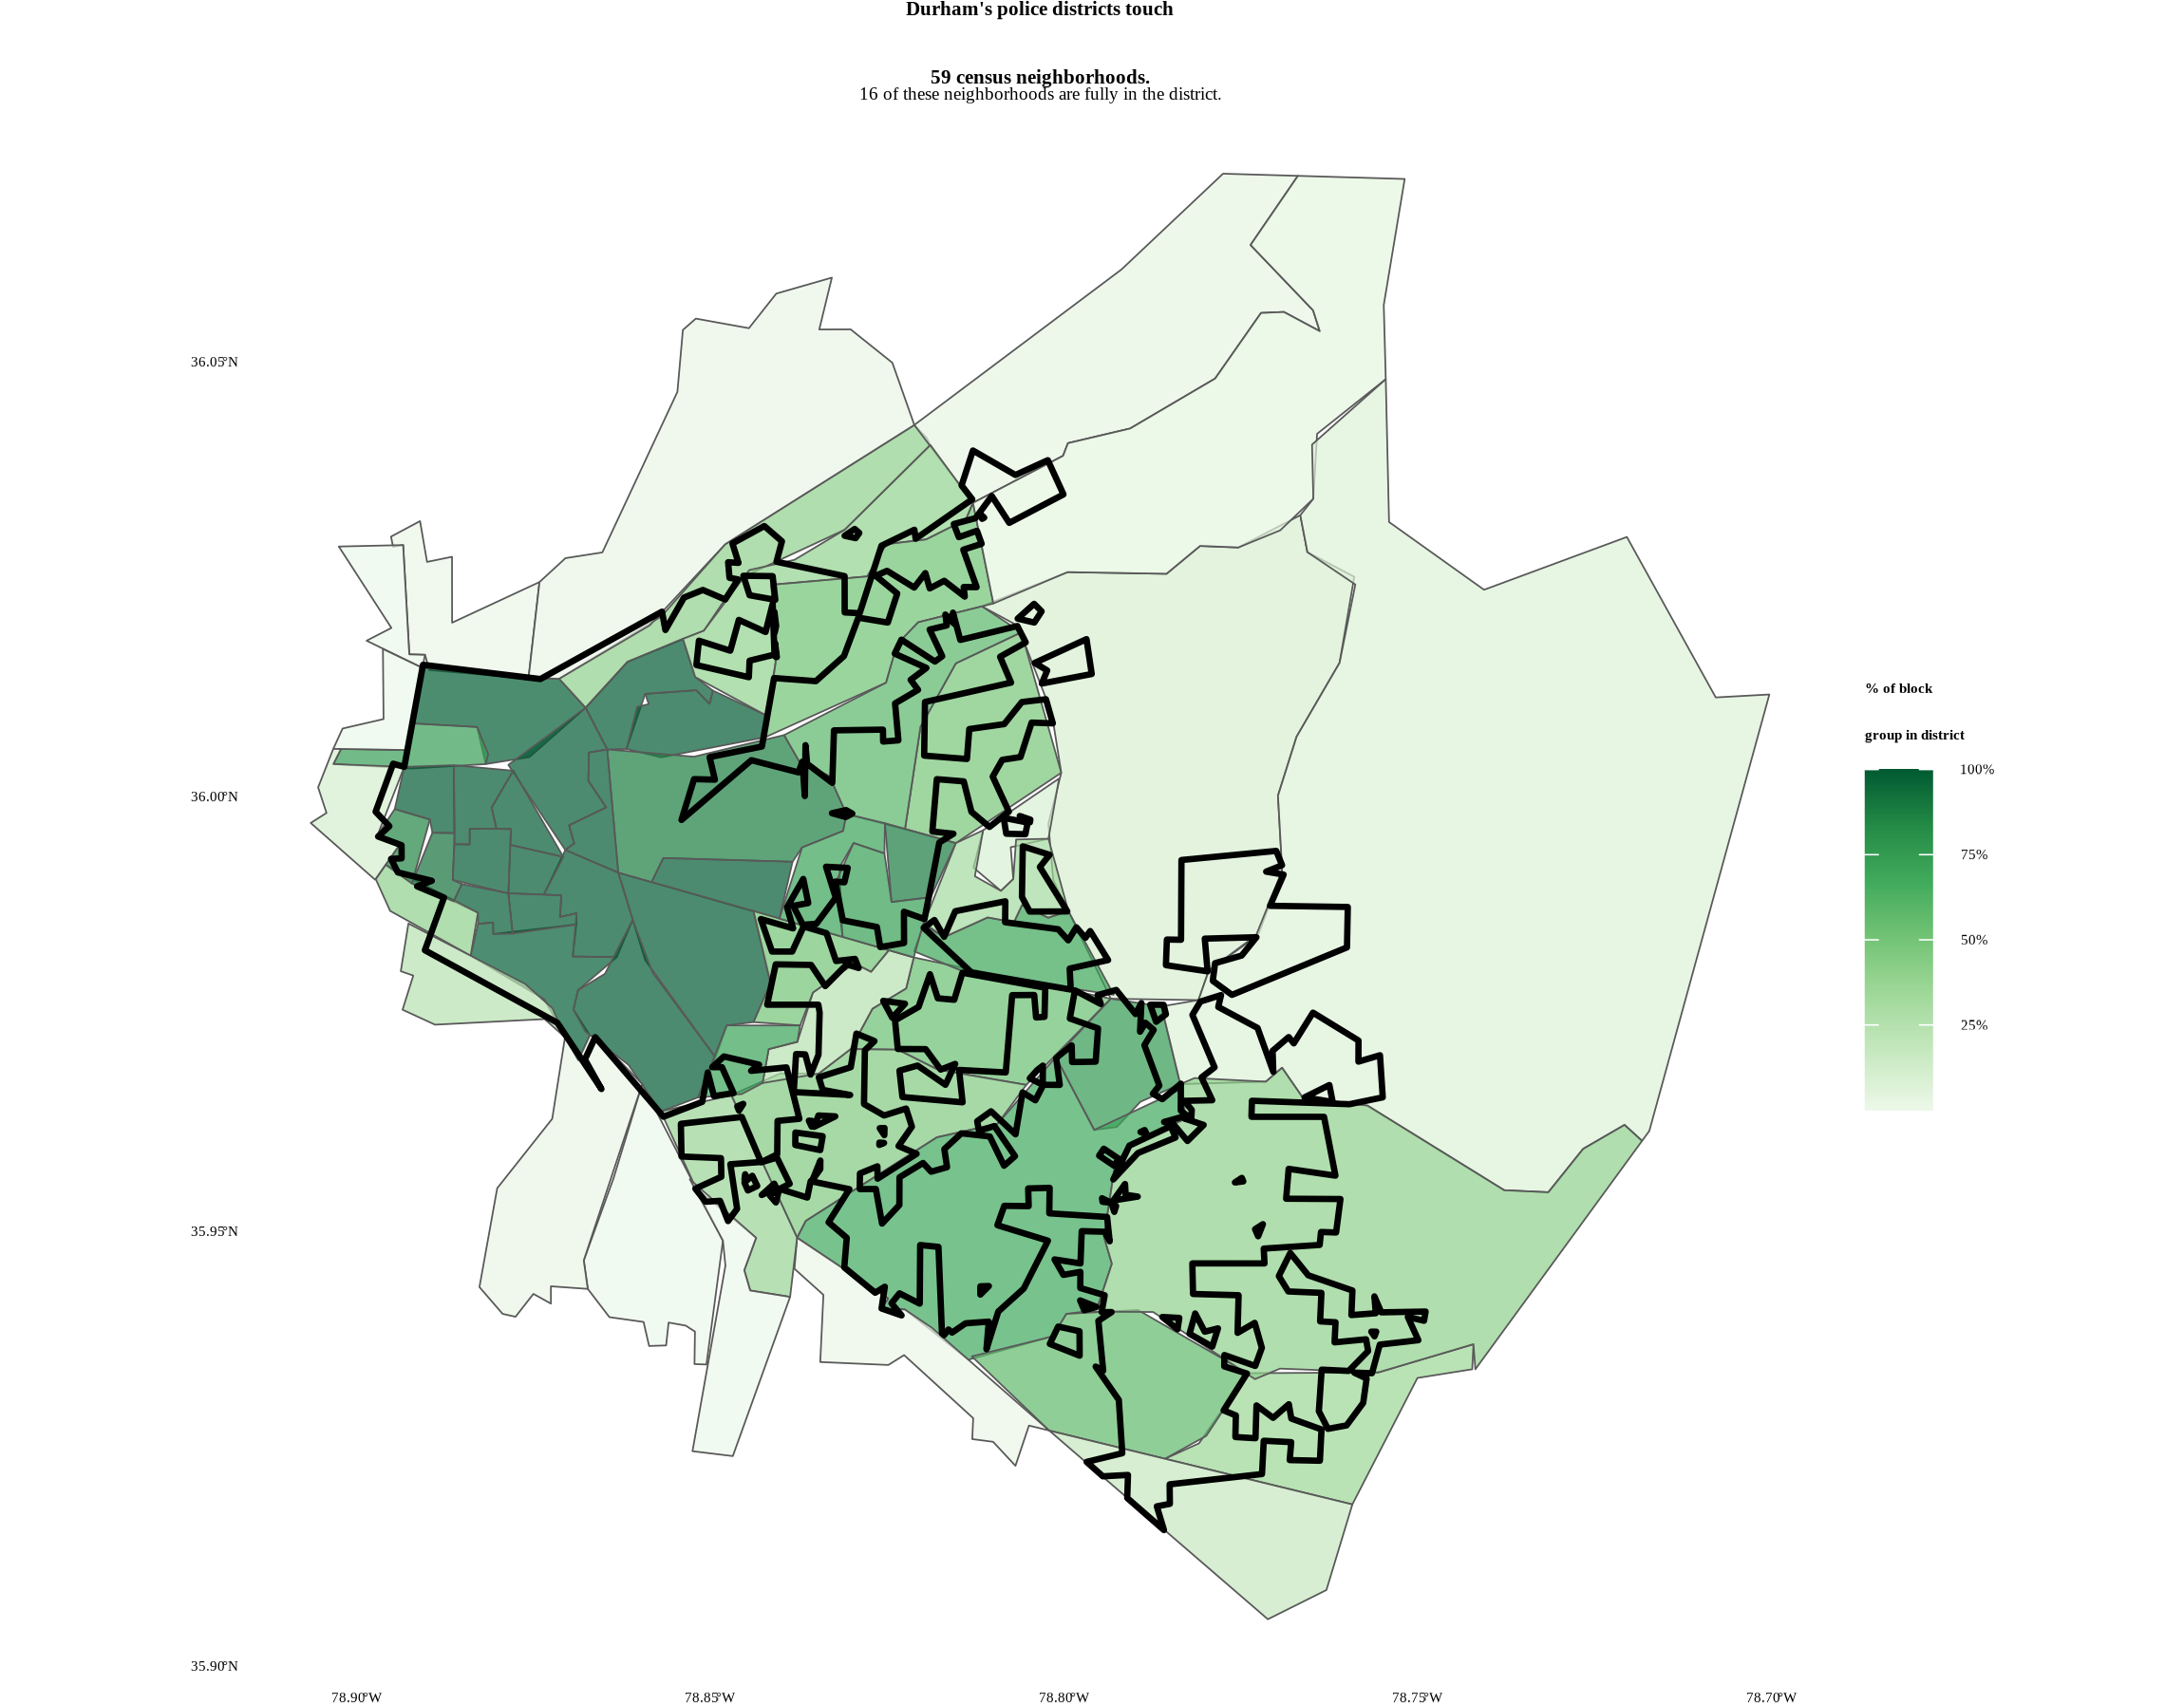 Durham's police districts touch
59 census neighborhoods.
16 of these neighborhoods are fully in the district.
36.05°N
36.00°N
35.95°N
35.90°N
78.90°W
78.85°W
78.80°W
78.75°W
78.70°W
% of block
group in district
100%
75%
50%
25%